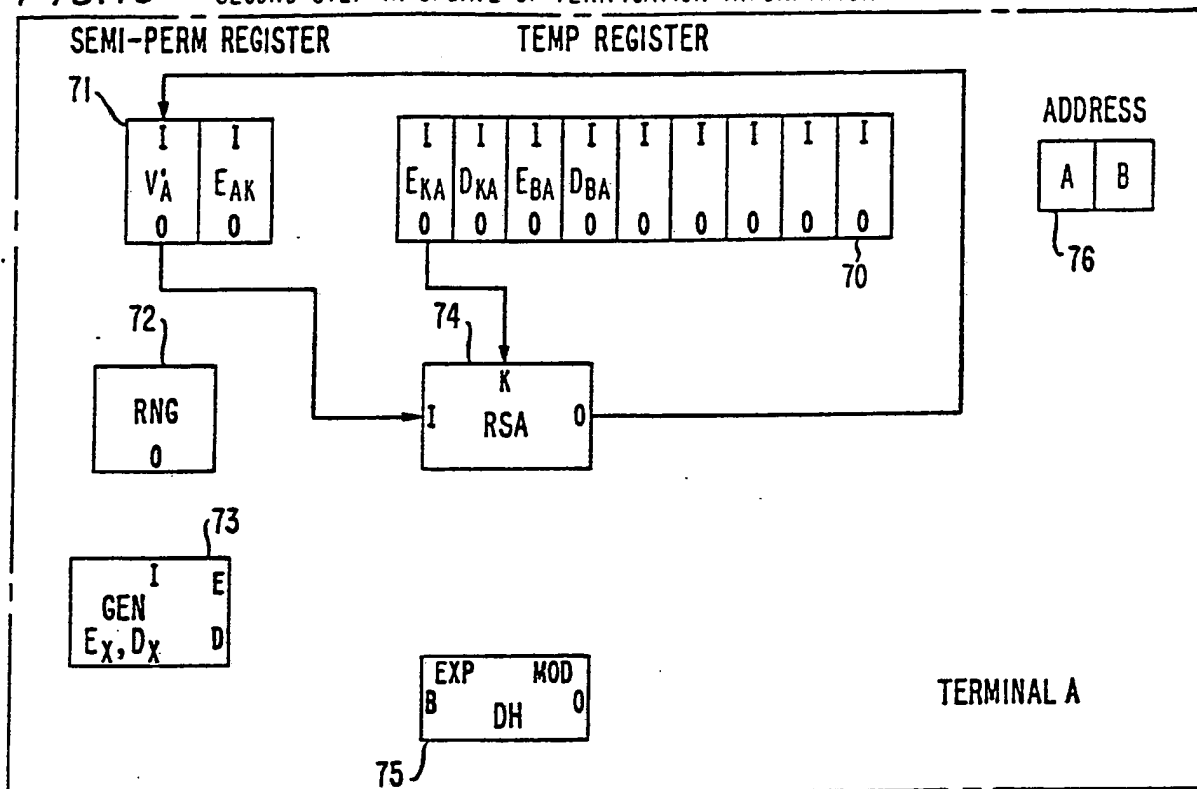 SEMI-PERM REGISTER
TEMP REGISTER
71
I I
V'A EAK
0 0
I I 1 I I I I I I
EKA DKA EBA DBA
0 0 0 0 0 0 0 0 0
70
ADDRESS
A B
76
72
RNG
0
74
K
I RSA 0
73
I E
GEN
EX, DX D
EXP MOD
B DH 0
75
TERMINAL A